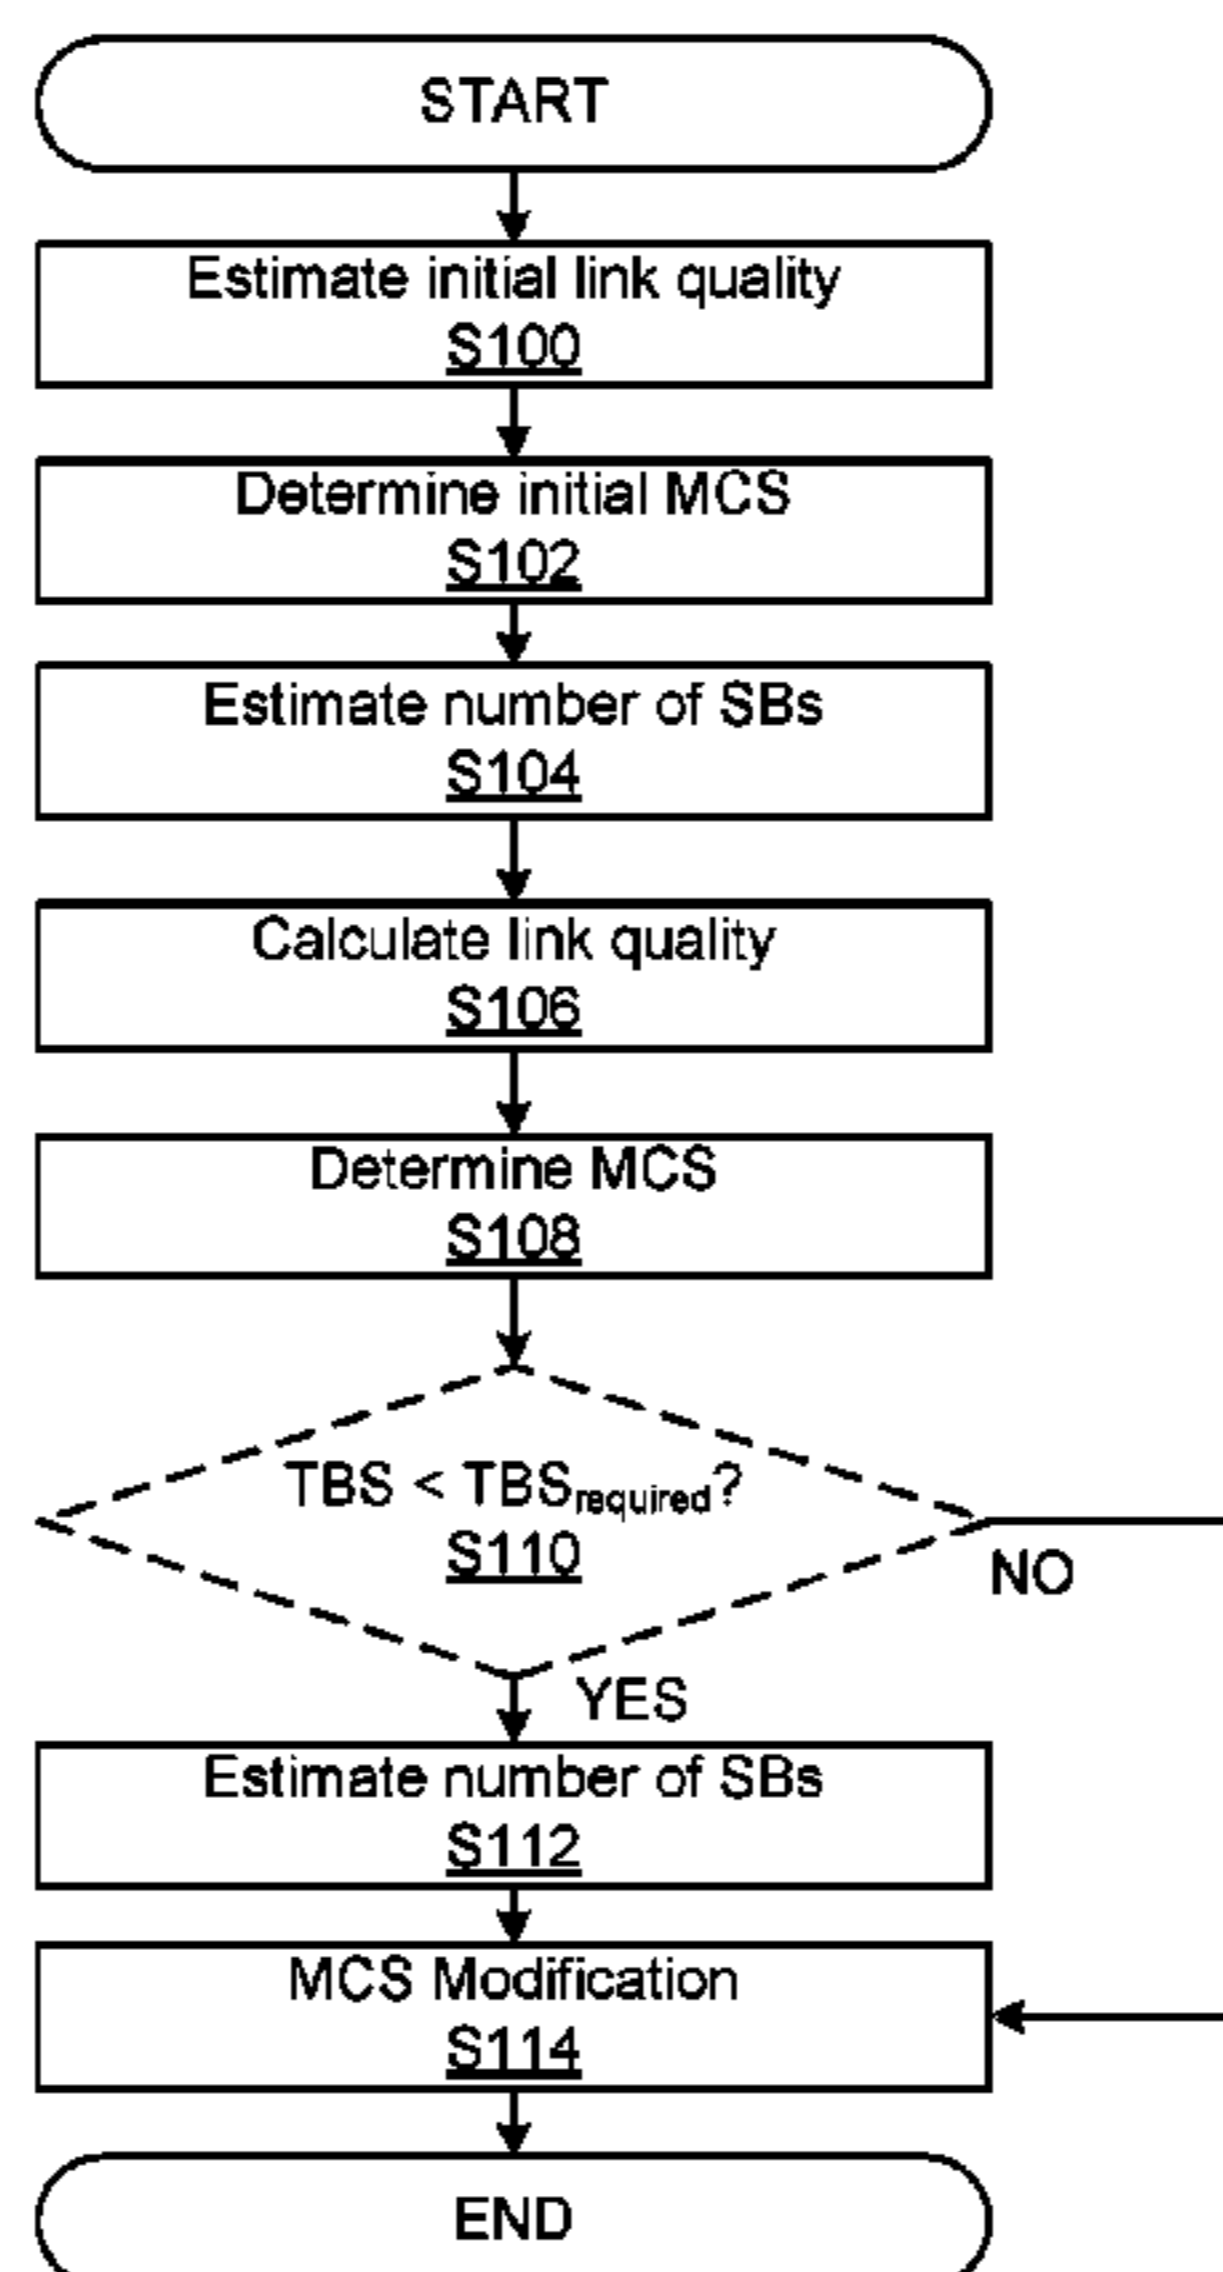 START
Estimate initial link quality
S100
Determine initial MCS
S102
Estimate number of SBs
S104
Calculate link quality
S106
Determine MCS
S108
TBS < TBSrequired?
S110
NO
YES
Estimate number of SBs
S112
MCS Modification
S114
END